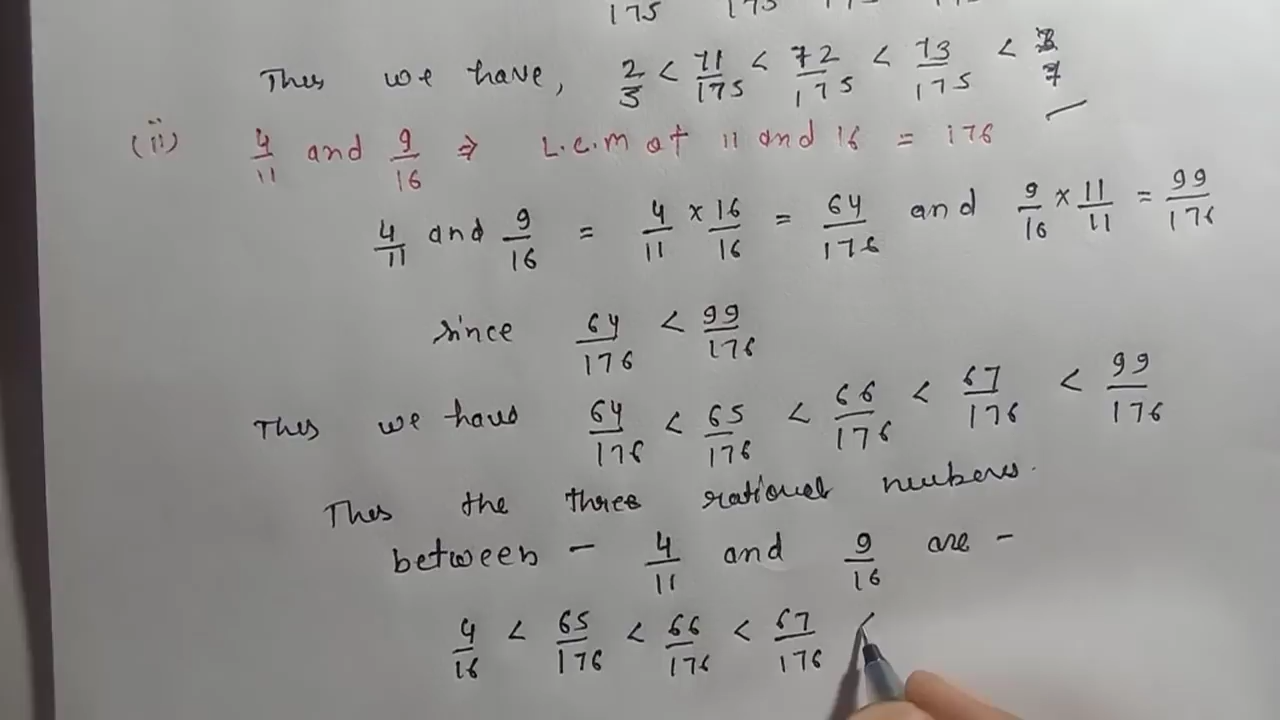 175 175 175
Thus we have, 2/5 < 71/175 < 72/175 < 73/175 < 3/7
(ii) 4/11 and 9/16 ⇒ L.C.M of 11 and 16 = 176
4/11 and 9/16 = 4/11 × 16/16 = 64/176 and 9/16 × 11/11 = 99/176
since 64/176 < 99/176
Thus we have 64/176 < 65/176 < 66/176 < 67/176 < 99/176
Thus the three rational numbers.
between - 4/11 and 9/16 are -
4/16 < 65/176 < 66/176 < 67/176 <